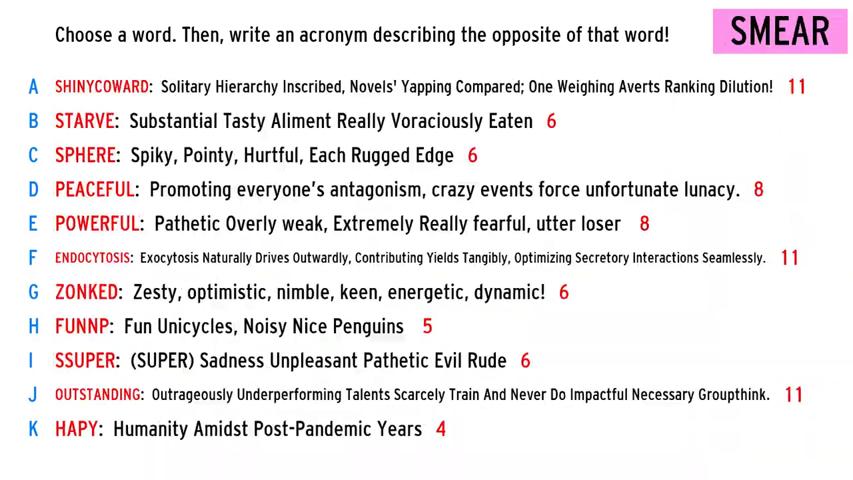 Choose a word. Then, write an acronym describing the opposite of that word!
SMEAR
A SHINYCOWARD: Solitary Hierarchy Inscribed, Novels' Yapping Compared; One Weighing Averts Ranking Dilution! 11
B STARVE: Substantial Tasty Aliment Really Voraciously Eaten 6
C SPHERE: Spiky, Pointy, Hurtful, Each Rugged Edge 6
D PEACEFUL: Promoting everyone's antagonism, crazy events force unfortunate lunacy. 8
E POWERFUL: Pathetic Overly weak, Extremely Really fearful, utter loser 8
F ENDOCYTOSIS: Exocytosis Naturally Drives Outwardly, Contributing Yields Tangibly, Optimizing Secretory Interactions Seamlessly. 11
G ZONKED: Zesty, optimistic, nimble, keen, energetic, dynamic! 6
H FUNNP: Fun Unicycles, Noisy Nice Penguins 5
I SSUPER: (SUPER) Sadness Unpleasant Pathetic Evil Rude 6
J OUTSTANDING: Outrageously Underperforming Talents Scarcely Train And Never Do Impactful Necessary Groupthink. 11
K HAPY: Humanity Amidst Post-Pandemic Years 4